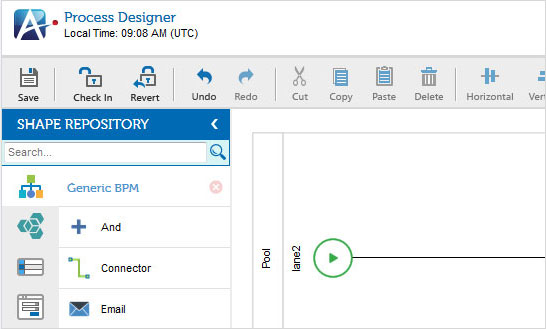 Process Designer
Local Time: 09:08 AM (UTC)
Save Check In Revert Undo Redo Cut Copy Paste Delete Horizontal Vert
SHAPE REPOSITORY
Search...
Generic BPM
And
Connector
Email
Pool
lane2